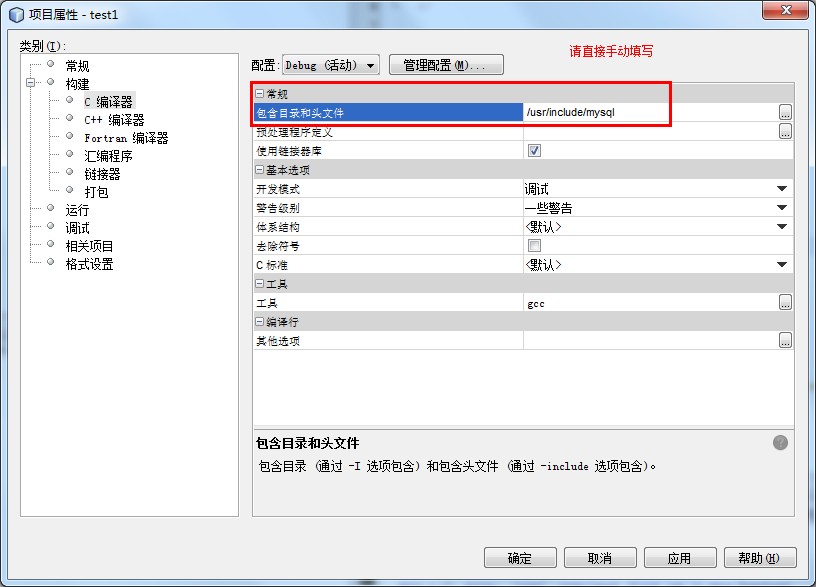 项目属性 - test1
类别(I):
常规
构建
C 编译器
C++ 编译器
Fortran 编译器
汇编程序
链接器
打包
运行
调试
相关项目
格式设置
配置: Debug (活动) 管理配置(M)...
请直接手动填写
常规
包含目录和头文件 /usr/include/mysql ...
预处理程序定义 ...
使用链接器库
基本选项
开发模式 调试
警告级别 一些警告
体系结构 <默认>
去除符号
C 标准 <默认>
工具
工具 gcc ...
编译行
其他选项 ...
包含目录和头文件 ?
包含目录 (通过 -I 选项包含) 和包含头文件 (通过 -include 选项包含)。
确定 取消 应用 帮助(H)